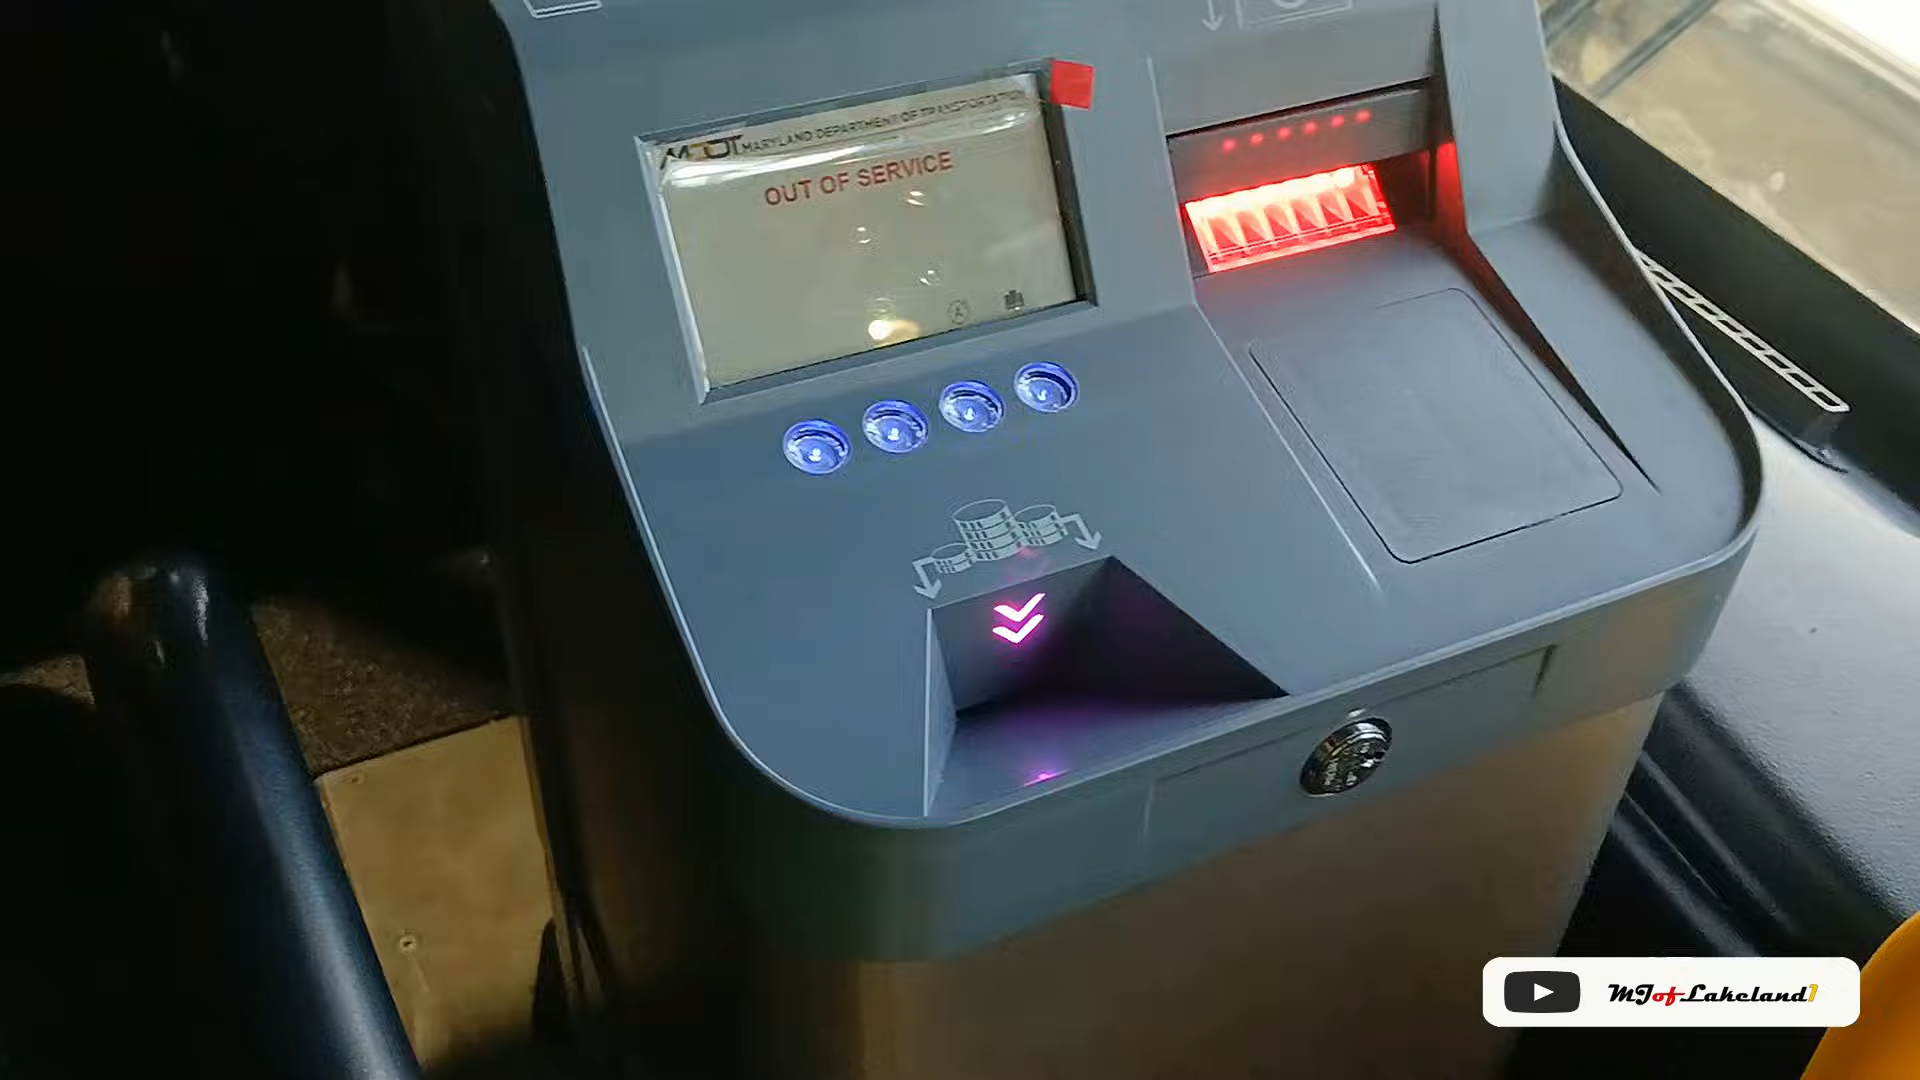 MDOT MARYLAND DEPARTMENT OF TRANSPORTATION
OUT OF SERVICE
MJofLakeland1